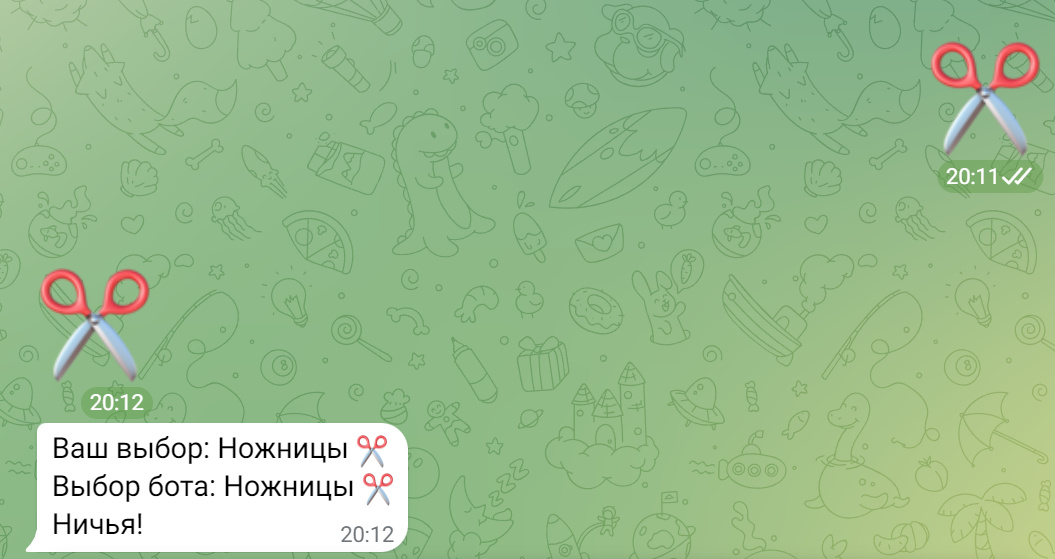 20:11
20:12
Ваш выбор: Ножницы ✂️
Выбор бота: Ножницы ✂️
Ничья!
20:12